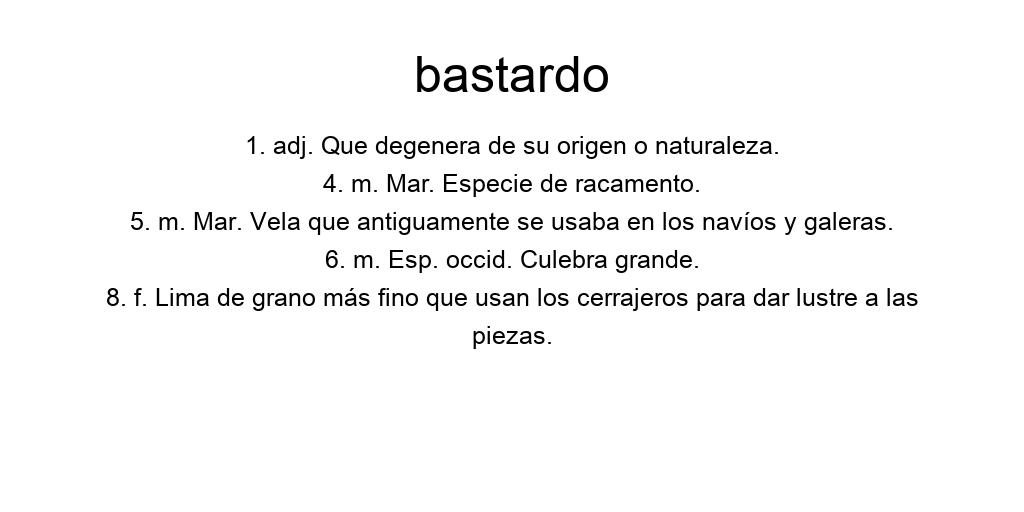 bastardo
1. adj. Que degenera de su origen o naturaleza.
4. m. Mar. Especie de racamento.
5. m. Mar. Vela que antiguamente se usaba en los navíos y galeras.
6. m. Esp. occid. Culebra grande.
8. f. Lima de grano más fino que usan los cerrajeros para dar lustre a las
piezas.